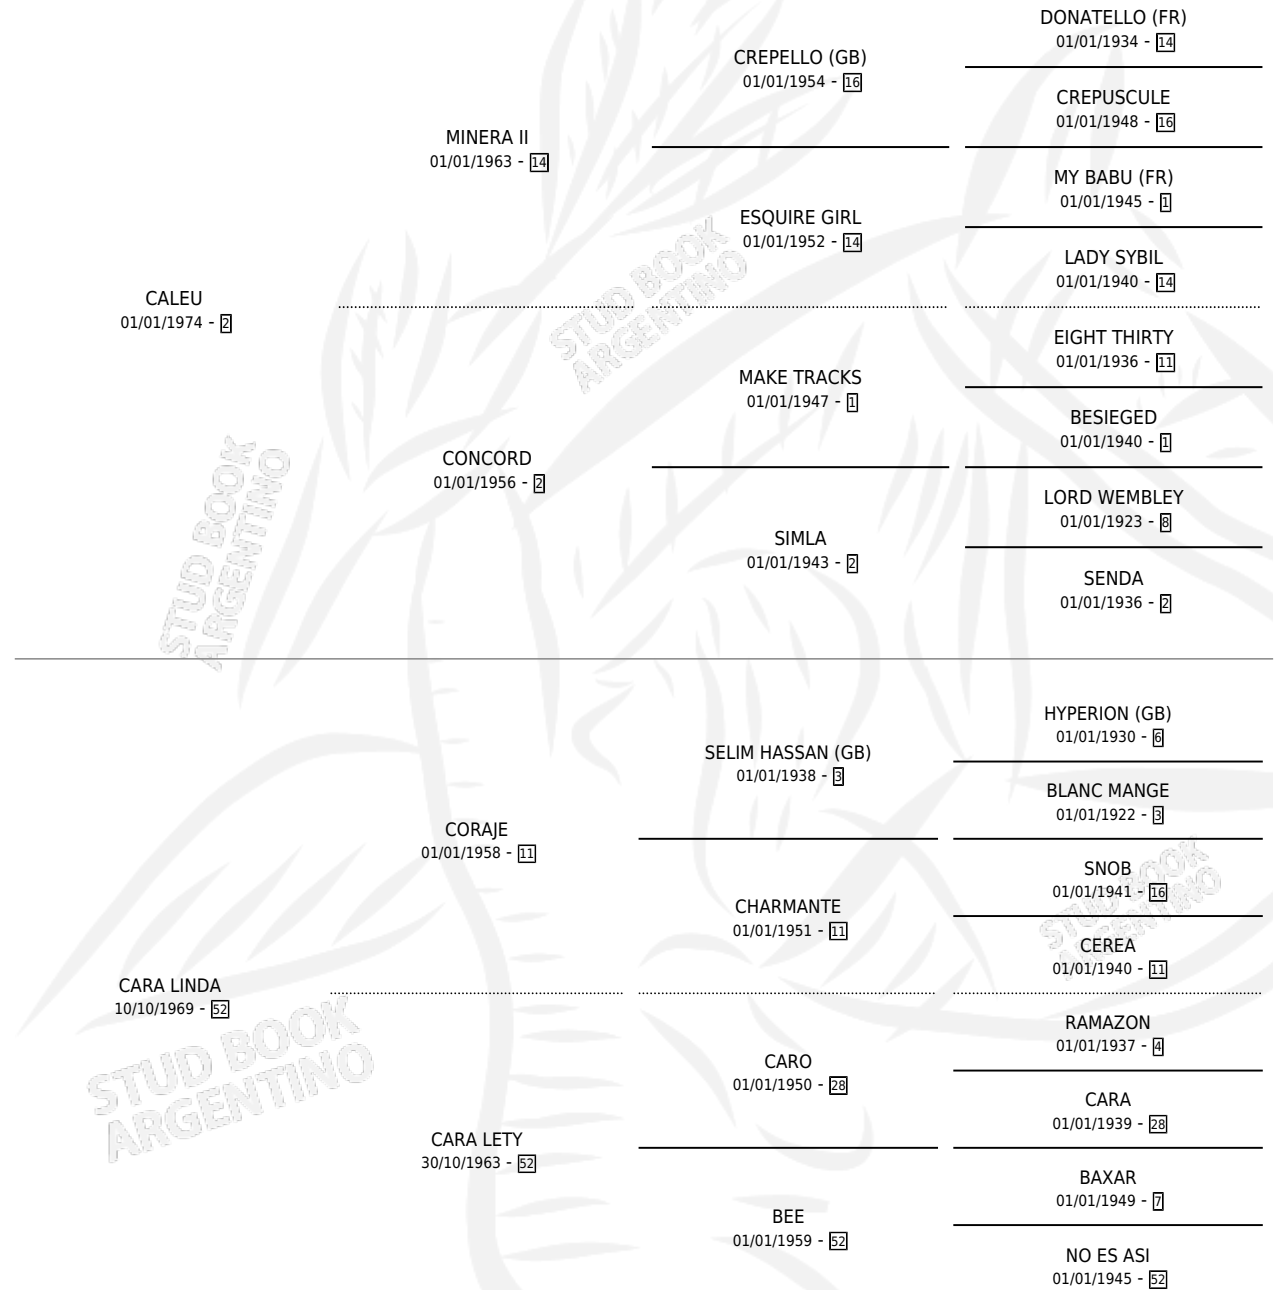 DONATELLO (FR)
01/01/1934 - 14
CREPELLO (GB)
01/01/1954 - 16
CREPUSCULE
01/01/1948 - 16
MINERA II
01/01/1963 - 14
MY BABU (FR)
01/01/1945 - 1
ESQUIRE GIRL
01/01/1952 - 14
LADY SYBIL
01/01/1940 - 14
CALEU
01/01/1974 - 2
EIGHT THIRTY
01/01/1936 - 11
MAKE TRACKS
01/01/1947 - 1
BESIEGED
01/01/1940 - 1
CONCORD
01/01/1956 - 2
LORD WEMBLEY
01/01/1923 - 8
SIMLA
01/01/1943 - 2
SENDA
01/01/1936 - 2
HYPERION (GB)
01/01/1930 - 6
SELIM HASSAN (GB)
01/01/1938 - 3
BLANC MANGE
01/01/1922 - 3
CORAJE
01/01/1958 - 11
SNOB
01/01/1941 - 16
CHARMANTE
01/01/1951 - 11
CEREA
01/01/1940 - 11
CARA LINDA
10/10/1969 - 52
RAMAZON
01/01/1937 - 4
CARO
01/01/1950 - 28
CARA
01/01/1939 - 28
CARA LETY
30/10/1963 - 52
BAXAR
01/01/1949 - 7
BEE
01/01/1959 - 52
NO ES ASI
01/01/1945 - 52
STUD BOOK
ARGENTINO
STUD BOOK
ARGENTINO
STUD BOOK
ARGENTINO
STUD BOOK
ARGENTINO